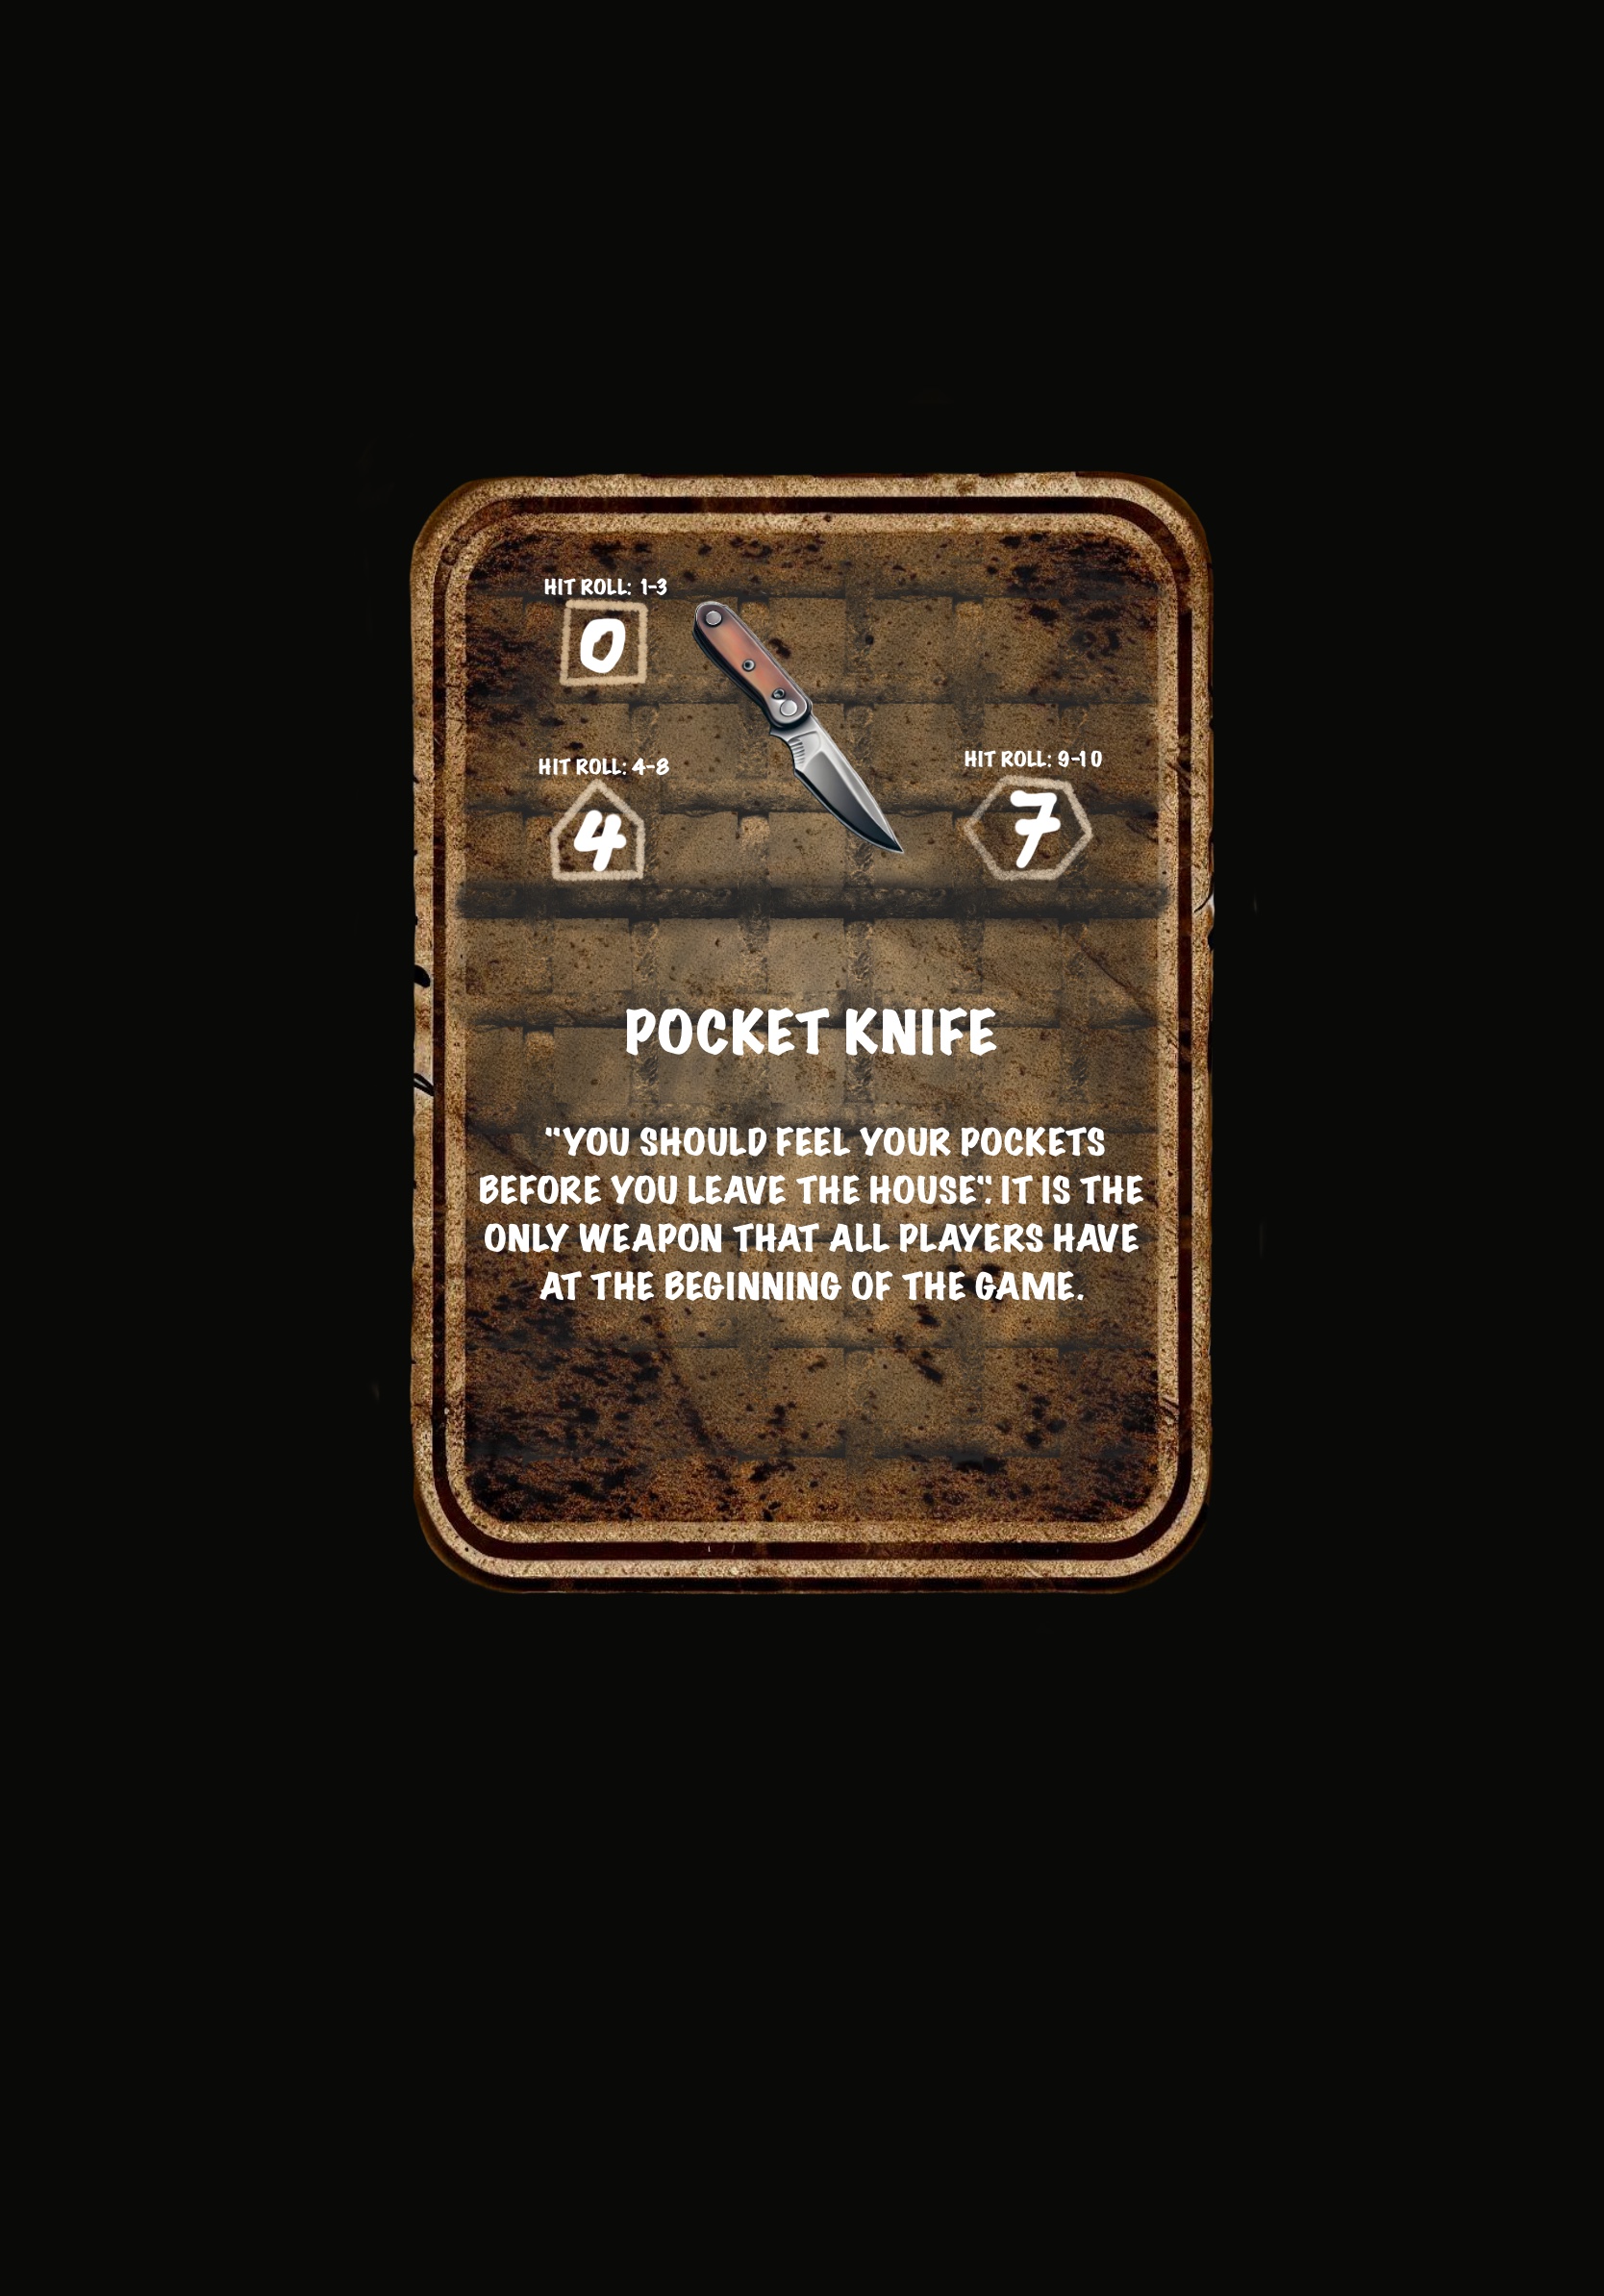 HIT ROLL: 1-3
0
HIT ROLL: 4-8
4
HIT ROLL: 9-10
7
POCKET KNIFE
"YOU SHOULD FEEL YOUR POCKETS
BEFORE YOU LEAVE THE HOUSE". IT IS THE
ONLY WEAPON THAT ALL PLAYERS HAVE
AT THE BEGINNING OF THE GAME.